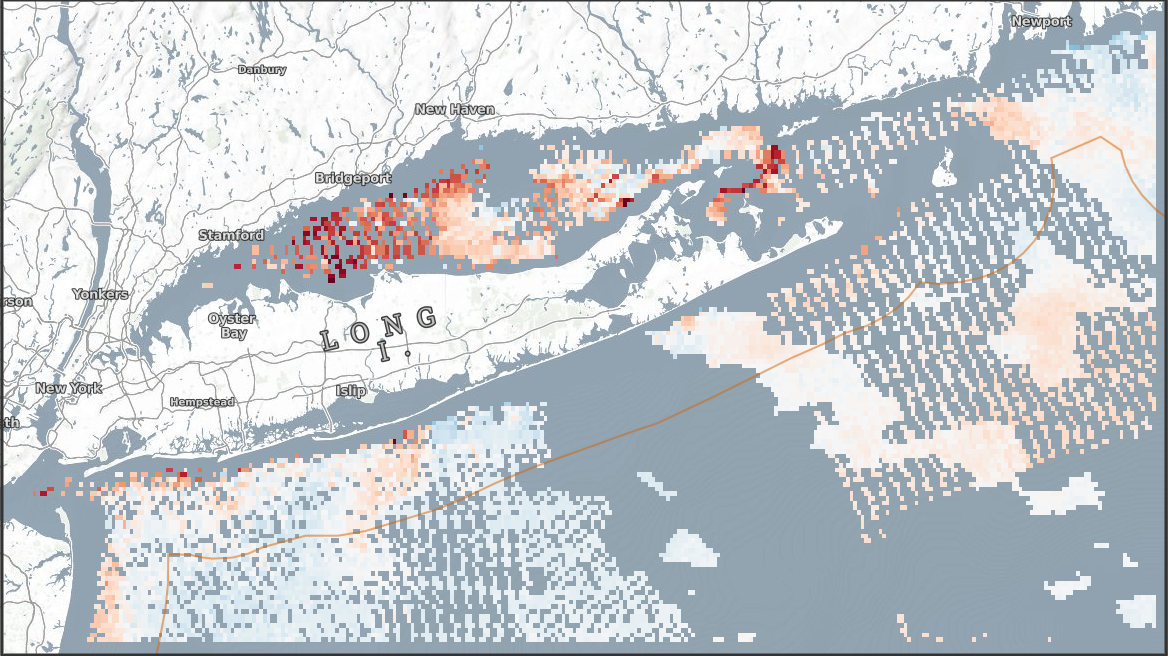 Newport
Danbury
New Haven
Bridgeport
Stamford
rson
Yonkers
Oyster
Bay
LONG
I.
New York
Hempstead
Islip
th